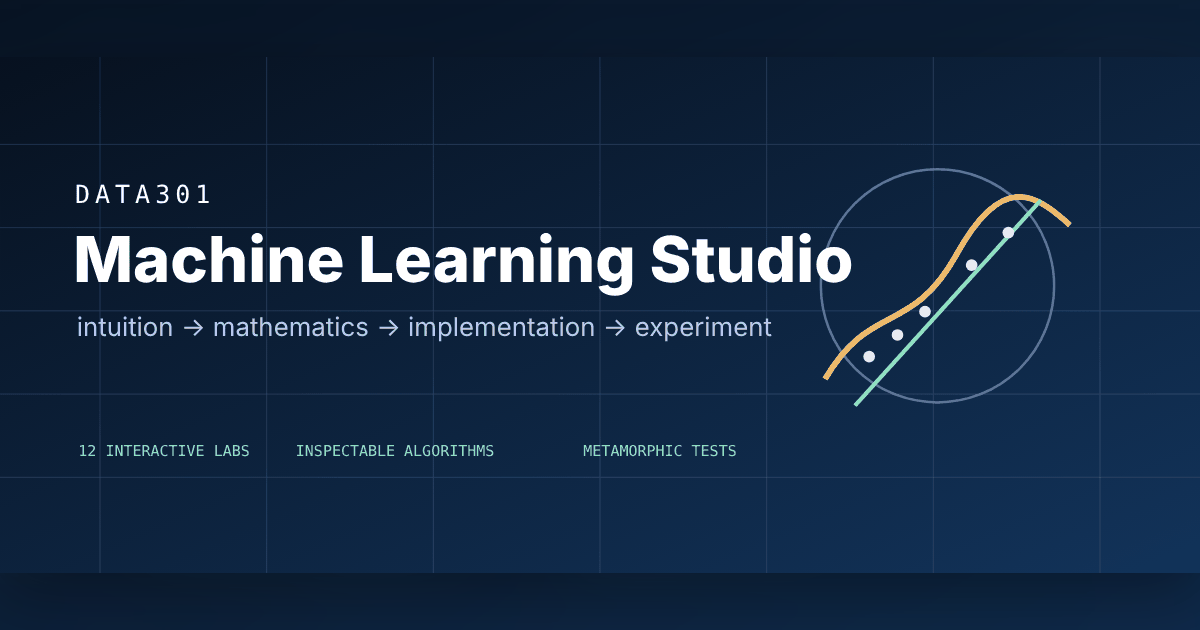 DATA301
Machine Learning Studio
intuition → mathematics → implementation → experiment
12 INTERACTIVE LABS INSPECTABLE ALGORITHMS METAMORPHIC TESTS